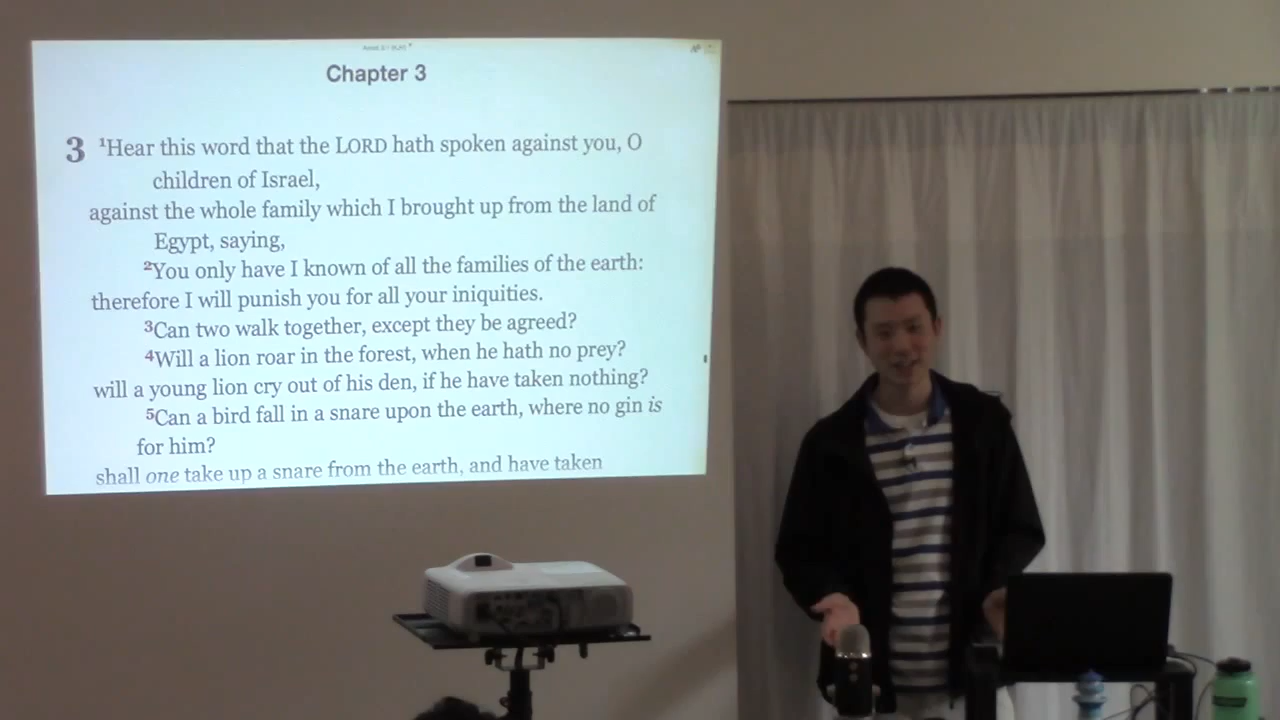 Chapter 3
3 ¹Hear this word that the LORD hath spoken against you, O
children of Israel,
against the whole family which I brought up from the land of
Egypt, saying,
²You only have I known of all the families of the earth:
therefore I will punish you for all your iniquities.
³Can two walk together, except they be agreed?
⁴Will a lion roar in the forest, when he hath no prey?
will a young lion cry out of his den, if he have taken nothing?
⁵Can a bird fall in a snare upon the earth, where no gin is
for him?
shall one take up a snare from the earth, and have taken